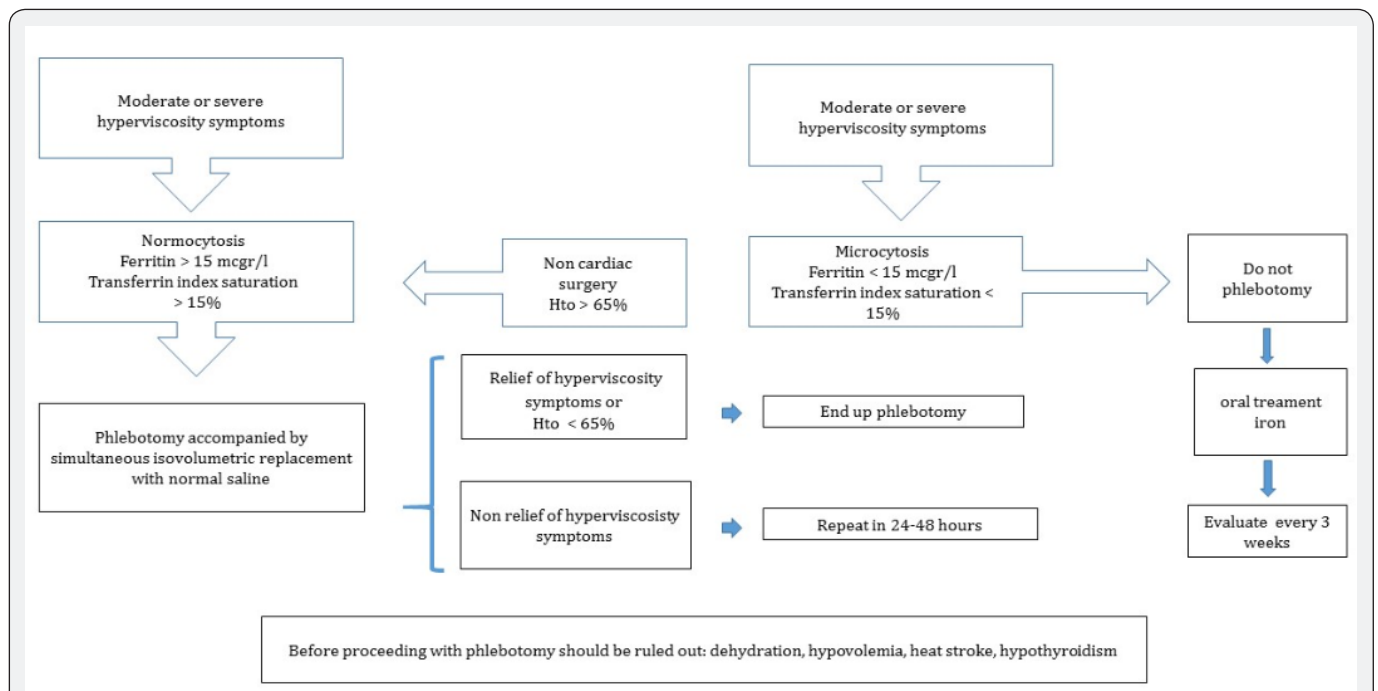 Moderate or severe
hyperviscosity symptoms
Moderate or severe
hyperviscosity symptoms
Normocytosis
Ferritin > 15 mcgr/l
Transferrin index saturation
> 15%
Non cardiac
surgery
Hto > 65%
Microcytosis
Ferritin < 15 mcgr/l
Transferrin index saturation <
15%
Do not
phlebotomy
Relief of hyperviscosity
symptoms or
Hto < 65%
End up phlebotomy
oral treament
iron
Phlebotomy accompanied by
simultaneous isovolumetric replacement
with normal saline
Non relief of hyperviscosisty
symptoms
Repeat in 24-48 hours
Evaluate every 3
weeks
Before proceeding with phlebotomy should be ruled out: dehydration, hypovolemia, heat stroke, hypothyroidism